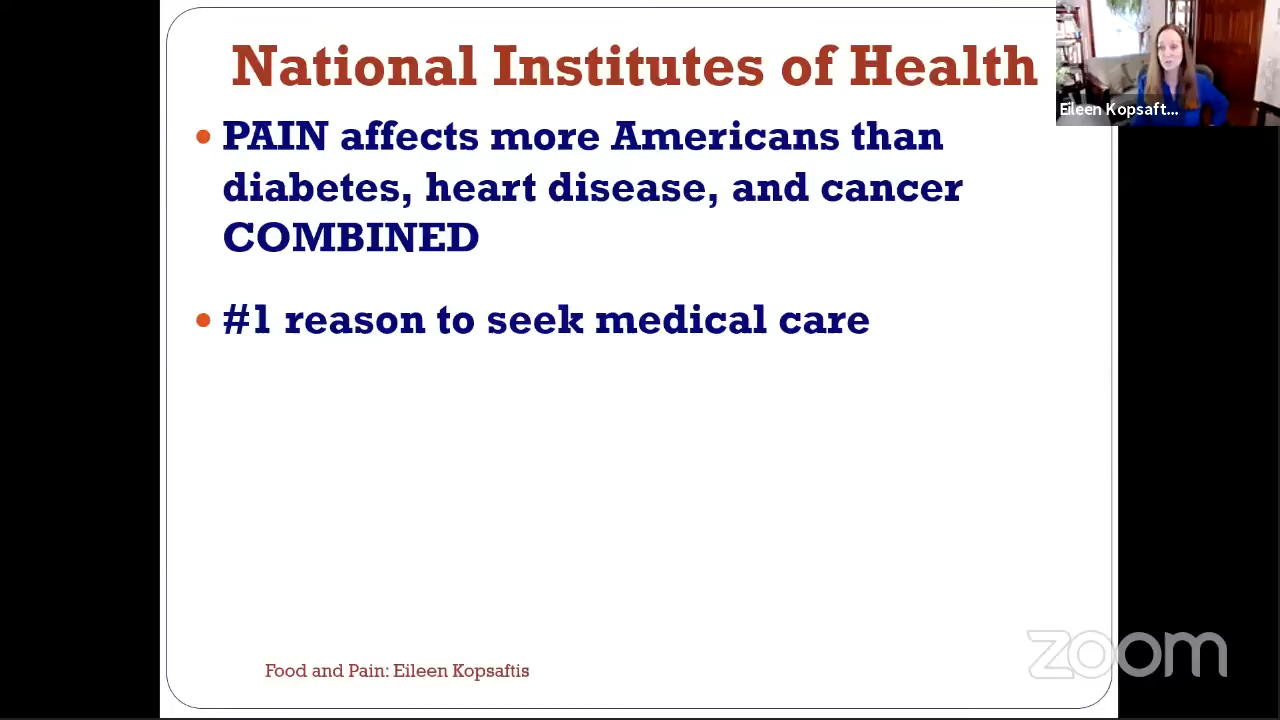 National Institutes of Health
• PAIN affects more Americans than
diabetes, heart disease, and cancer
COMBINED
• #1 reason to seek medical care
Eileen Kopsaft...
Food and Pain: Eileen Kopsaftis
zoom